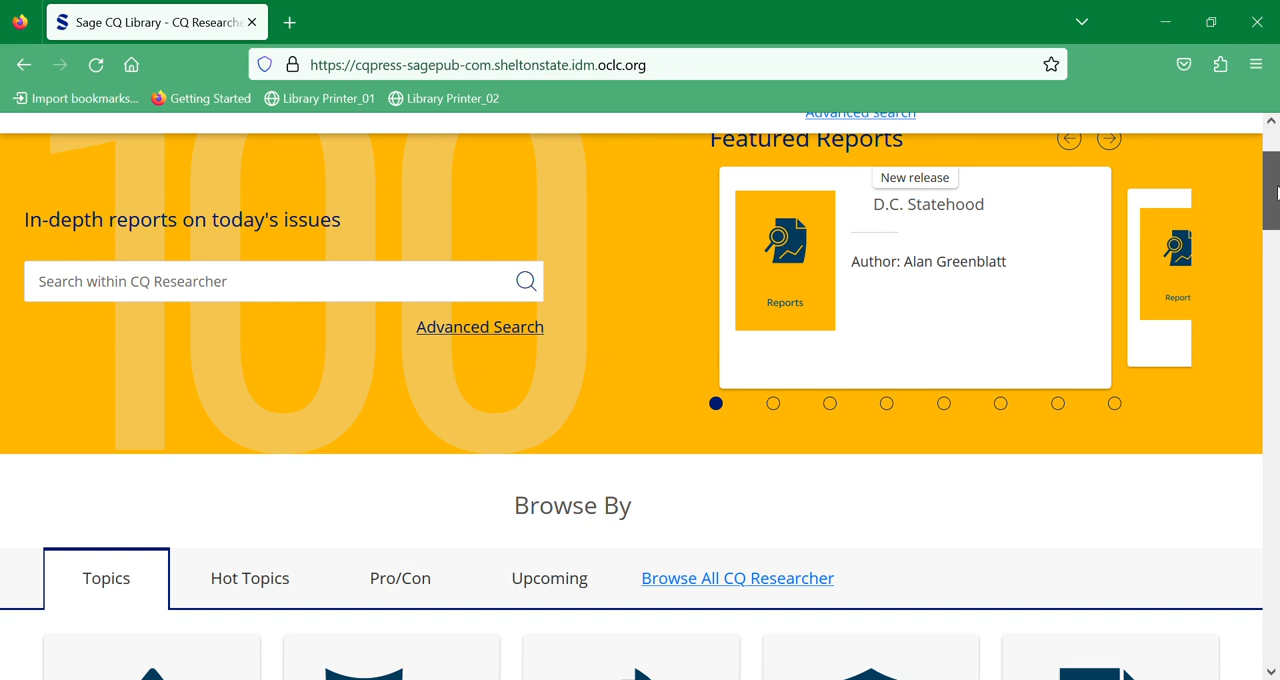 Sage CQ Library - CQ Researche
https://cqpress-sagepub-com.sheltonstate.idm.oclc.org
Import bookmarks...
Getting Started
Library Printer_01
Library Printer_02
Advanced search
100
In-depth reports on today's issues
Search within CQ Researcher
Advanced Search
Featured Reports
New release
D.C. Statehood
Author: Alan Greenblatt
Reports
Report
Browse By
Topics
Hot Topics
Pro/Con
Upcoming
Browse All CQ Researcher